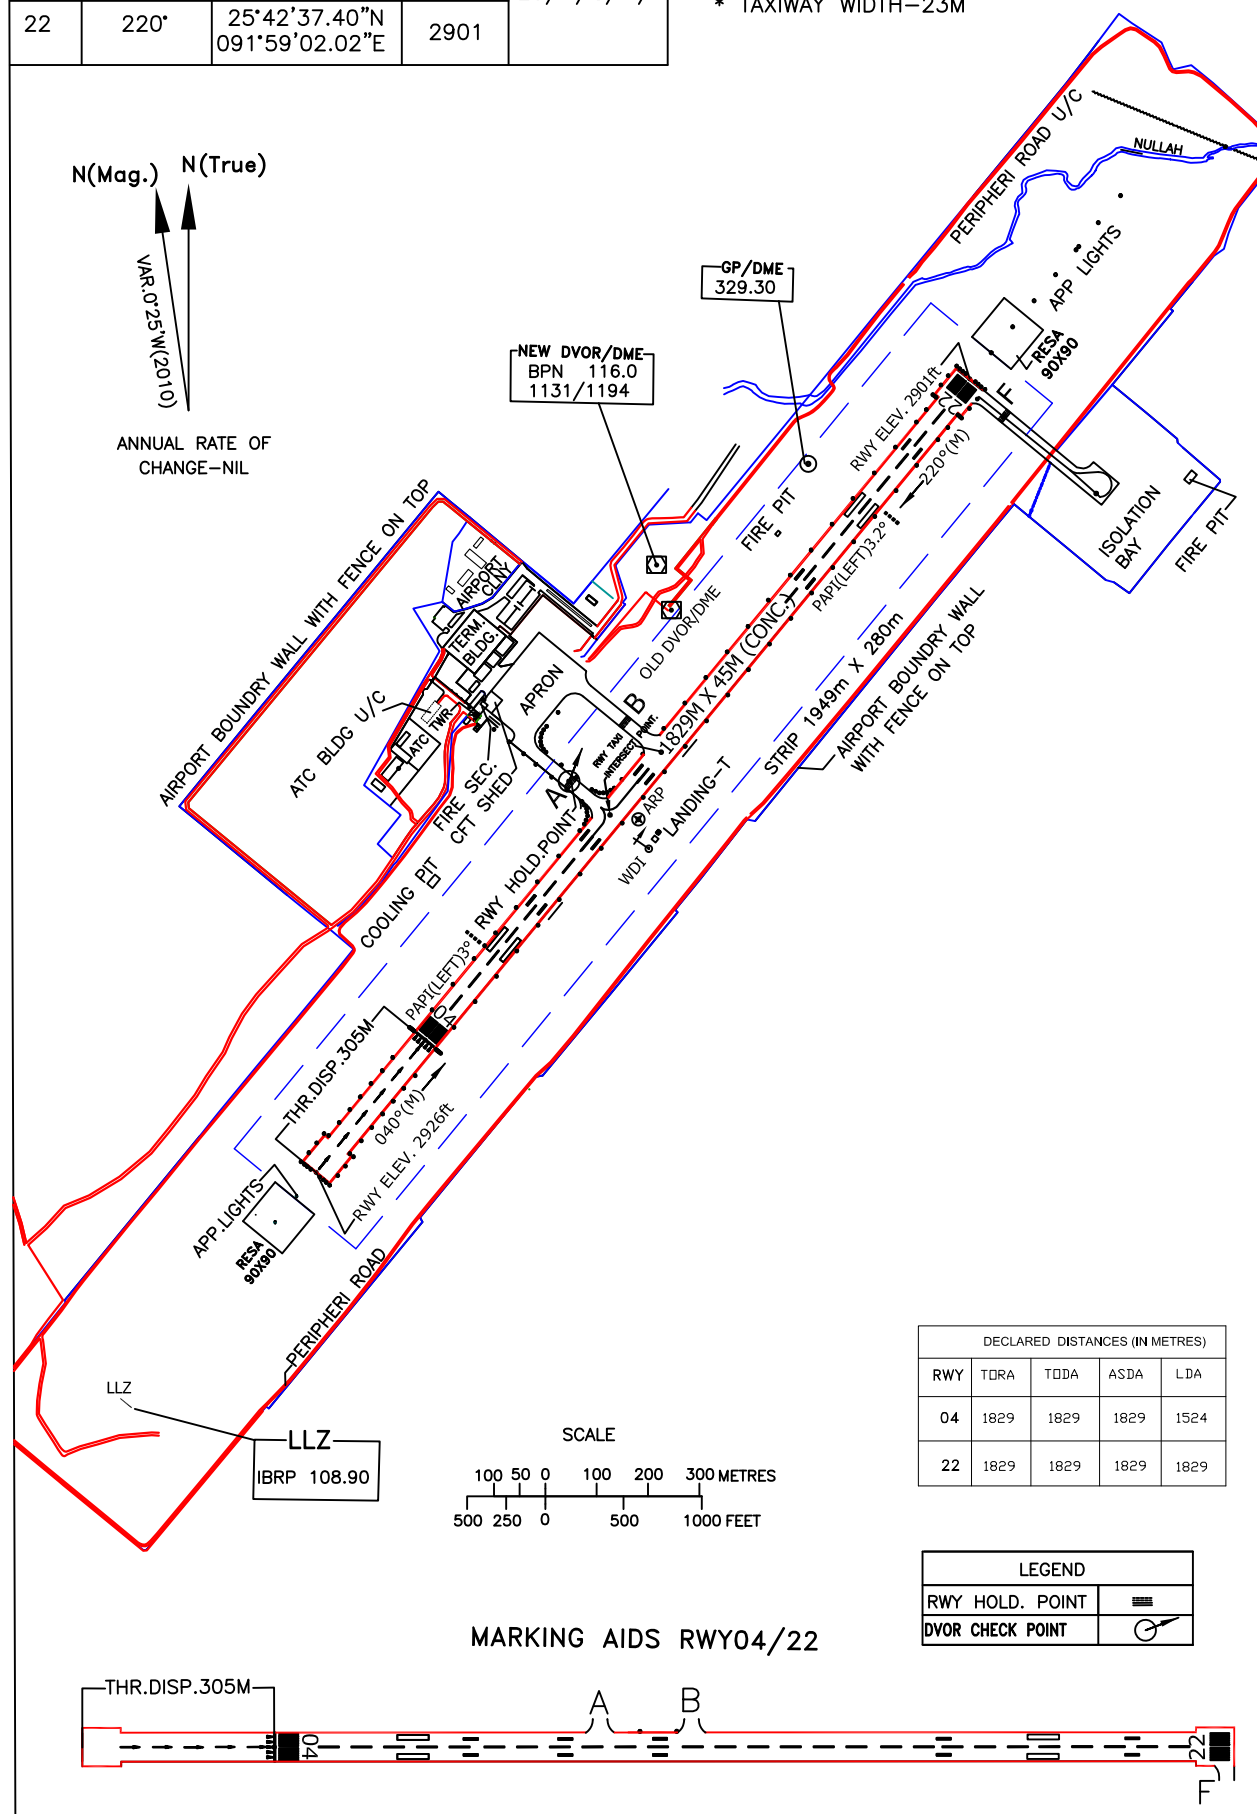 * TAXIWAY WIDTH–23M
22 220° 25°42'37.40"N 2901
091°59'02.02"E
N(Mag.) N(True)
VAR.0°25'W(2010)
ANNUAL RATE OF
CHANGE–NIL
PERIPHERI ROAD U/C
NULLAH
APP LIGHTS
GP/DME
329.30
NEW DVOR/DME
BPN 116.0
1131/1194
RESA
90X90
RWY ELEV. 2901ft
22
F
220°(M)
FIRE PIT
PAPI(LEFT)3.2°
ISOLATION
BAY
FIRE PIT
AIRPORT BOUNDRY WALL WITH FENCE ON TOP
AIRPORT
CLNY
TERM.
BLDG.
APRON
OLD DVOR/DME
1829M X 45M (CONC.)
STRIP 1949m X 280m
AIRPORT BOUNDRY WALL
WITH FENCE ON TOP
ATC BLDG U/C
ATC TWR
FIRE SEC.
CFT SHED
A
B
RWY TAXI
INTERSECT POINT.
ARP
LANDING–T
WDI
RWY HOLD.POINT
COOLING PIT
PAPI(LEFT)3°
04
THR.DISP.305M
040°(M)
RWY ELEV. 2926ft
APP.LIGHTS
RESA
90X90
PERIPHERI ROAD
LLZ
LLZ
IBRP 108.90
SCALE
100 50 0 100 200 300 METRES
500 250 0 500 1000 FEET
DECLARED DISTANCES (IN METRES)
RWY TORA TODA ASDA LDA
04 1829 1829 1829 1524
22 1829 1829 1829 1829
LEGEND
RWY HOLD. POINT
DVOR CHECK POINT
MARKING AIDS RWY04/22
THR.DISP.305M
A
B
04
22
F